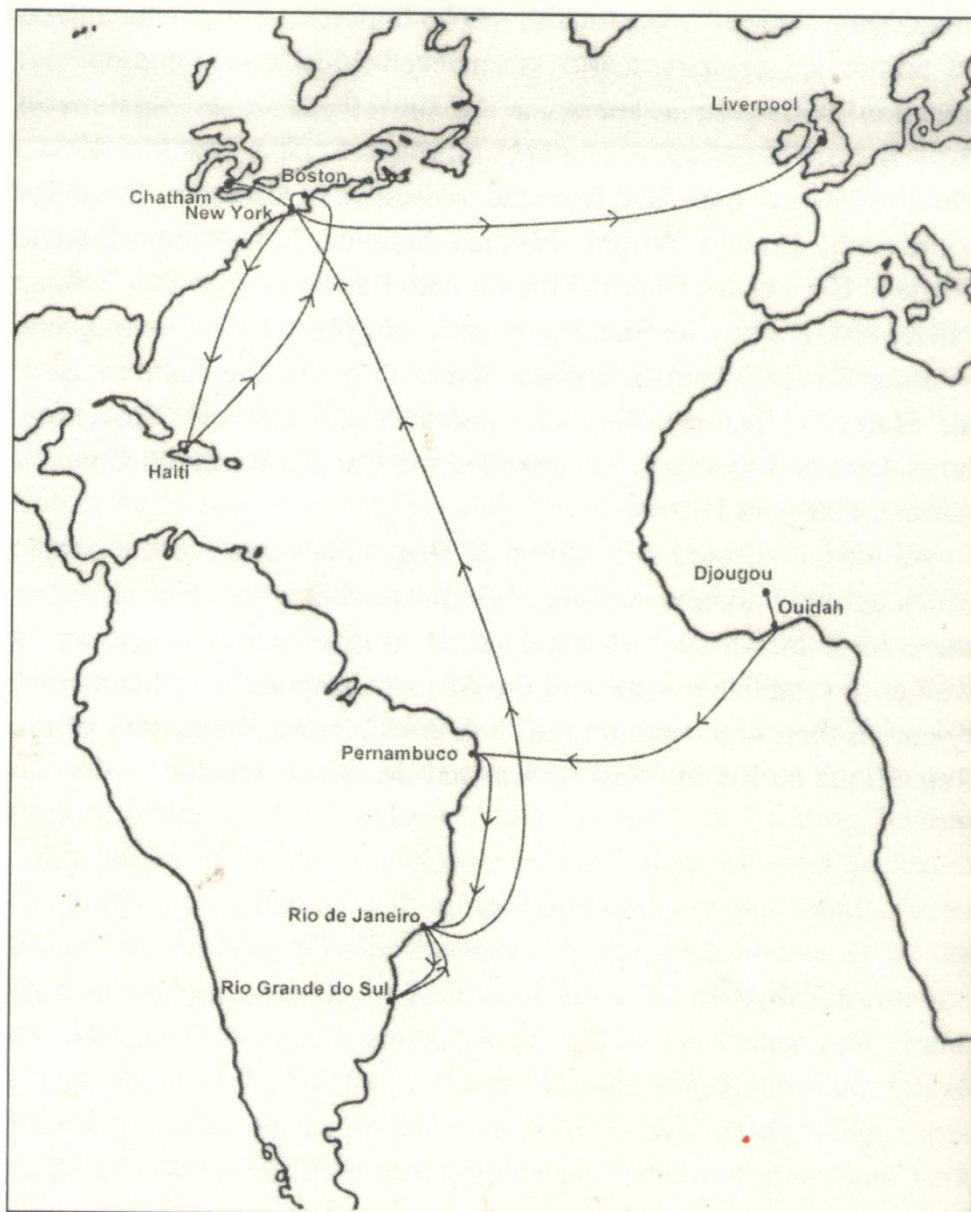 Liverpool
Boston
Chatham
New York
Haiti
Djougou
Ouidah
Pernambuco
Rio de Janeiro
Rio Grande do Sul